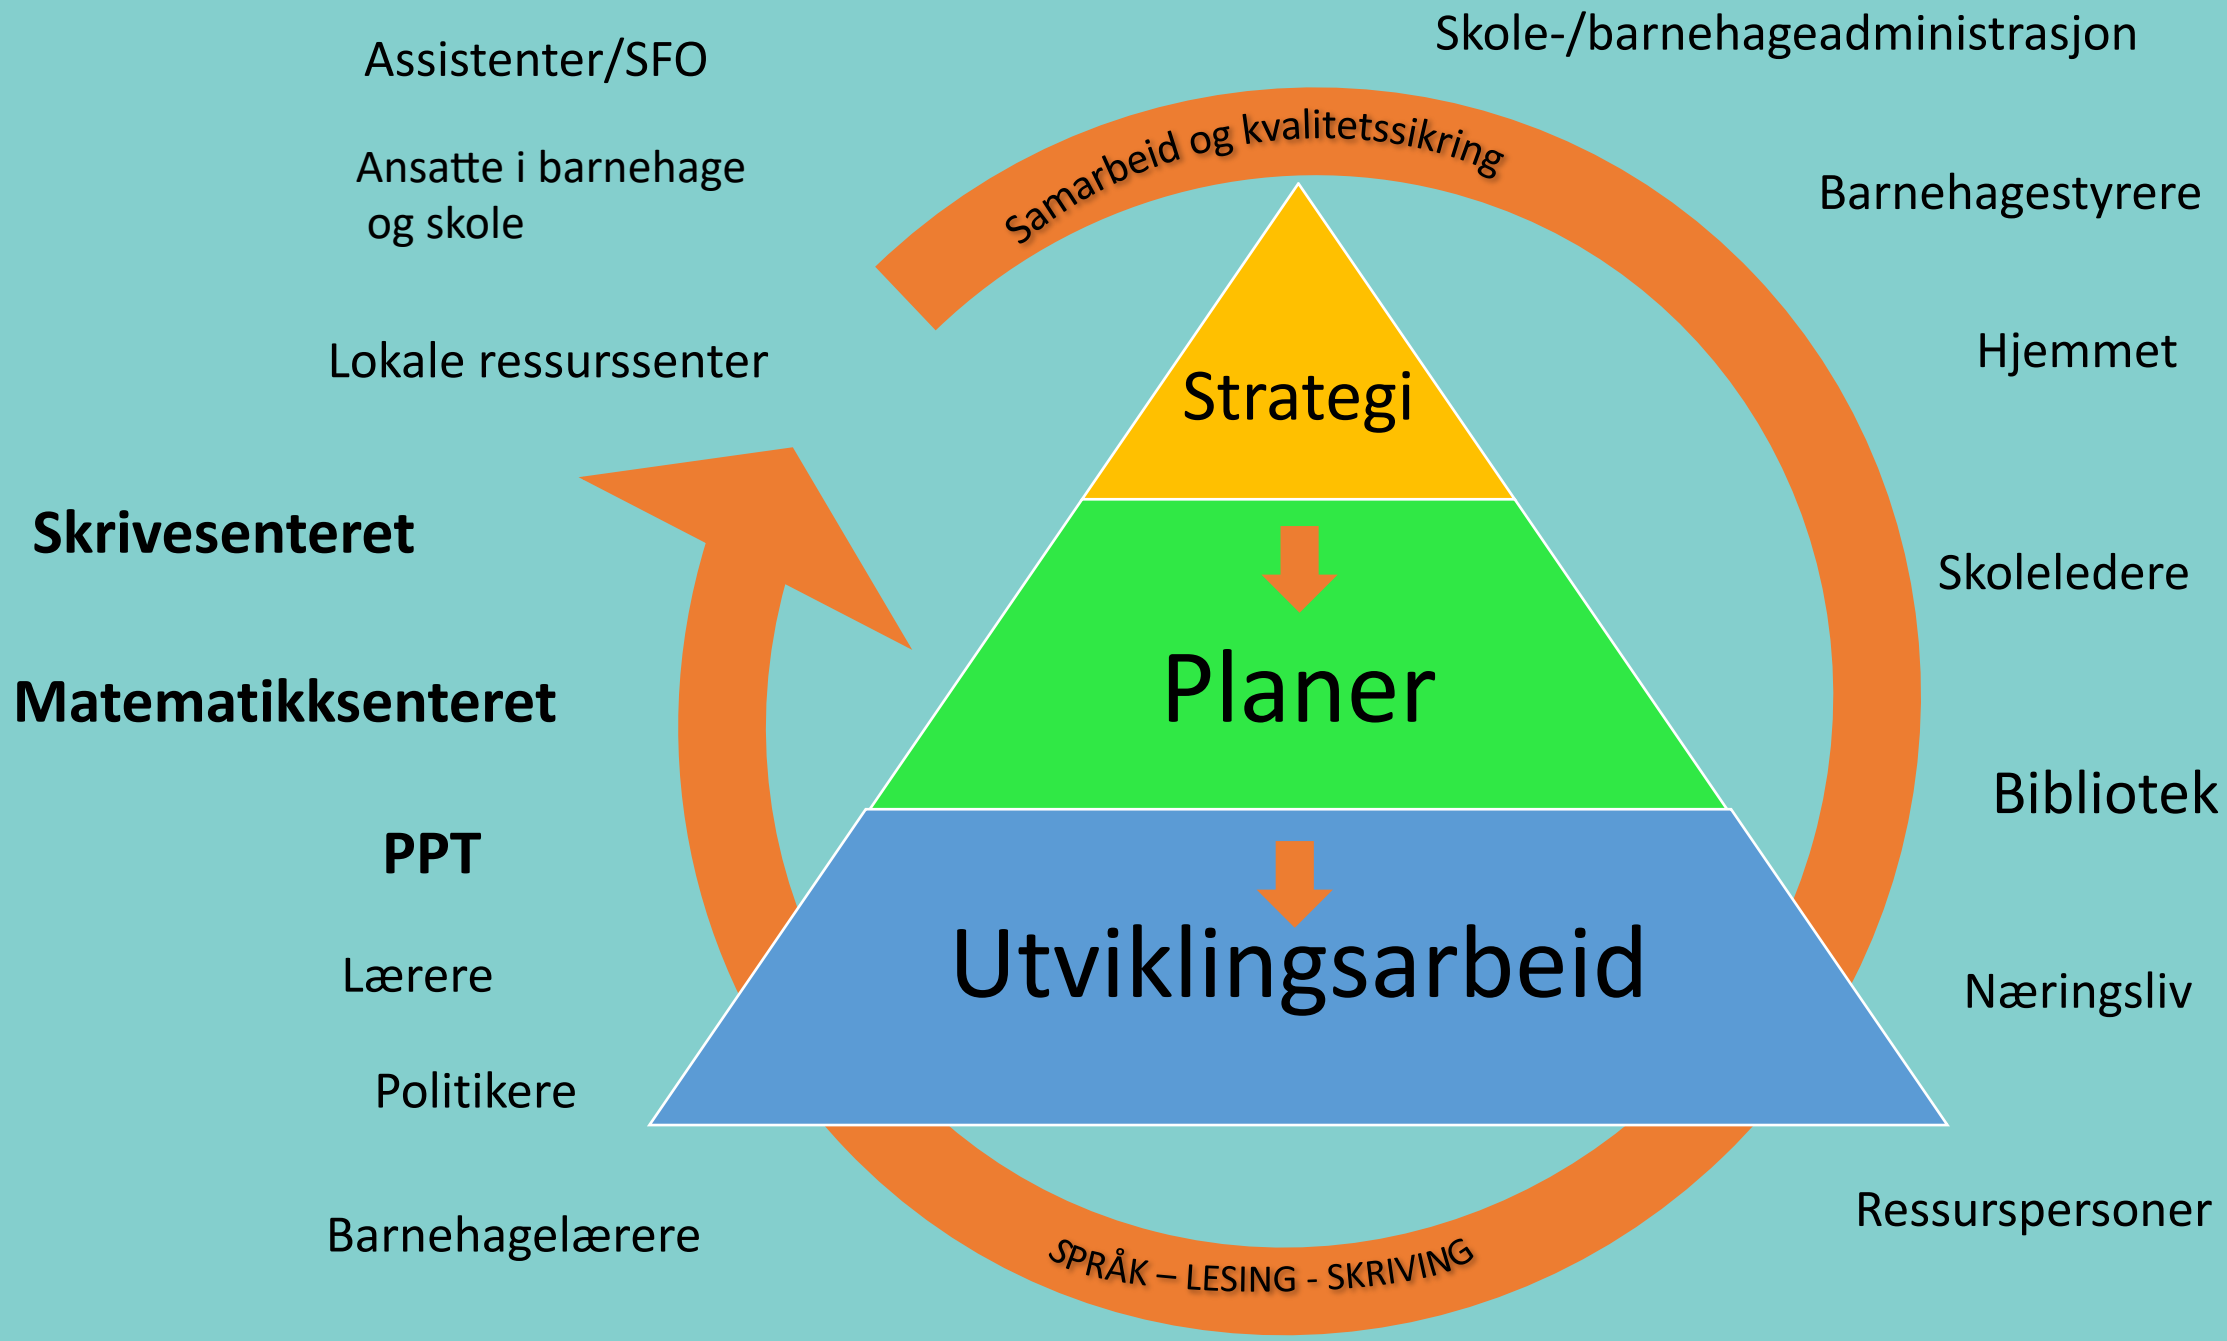 Assistenter/SFO
Ansatte i barnehage
og skole
Lokale ressurssenter
Skrivesenteret
Matematikksenteret
PPT
Lærere
Politikere
Barnehagelærere
Samarbeid og kvalitetssikring
Strategi
Planer
Utviklingsarbeid
SPRÅK – LESING - SKRIVING
Skole-/barnehageadministrasjon
Barnehagestyrere
Hjemmet
Skoleledere
Bibliotek
Næringsliv
Ressurspersoner